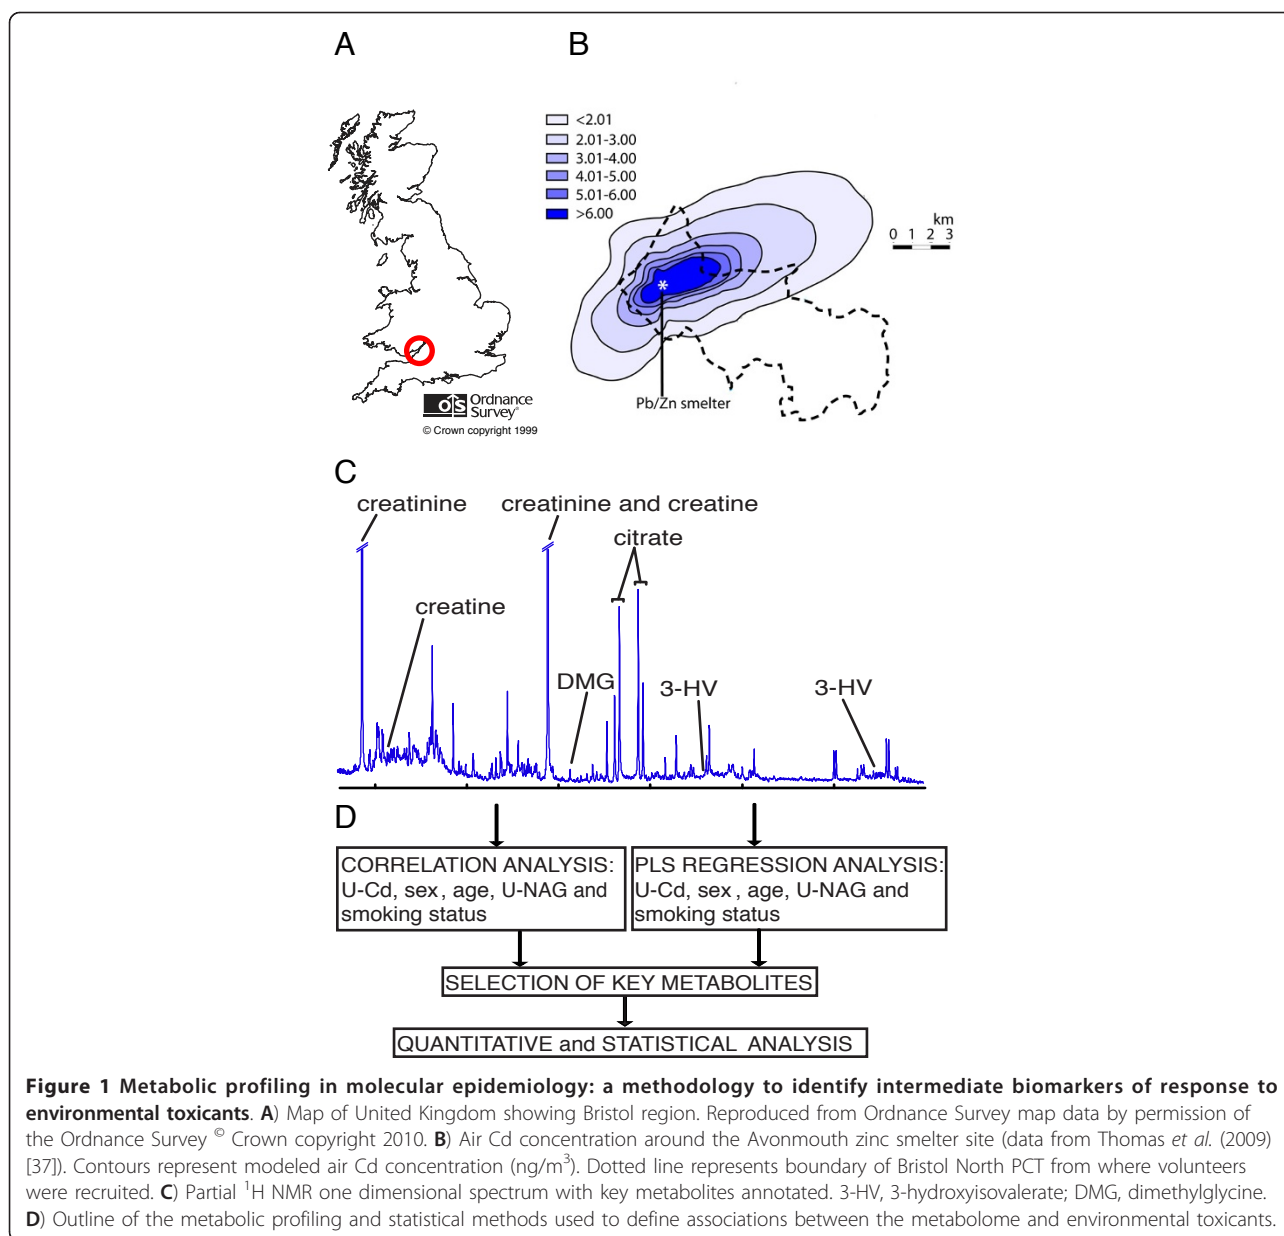 A
B
<2.01
2.01-3.00
3.01-4.00
4.01-5.00
5.01-6.00
>6.00
km
0 1 2 3
*
Pb/Zn smelter
OS Ordnance
Survey®
© Crown copyright 1999
C
creatinine
creatinine and creatine
citrate
creatine
DMG
3-HV
3-HV
D
CORRELATION ANALYSIS:
U-Cd, sex, age, U-NAG and
smoking status
PLS REGRESSION ANALYSIS:
U-Cd, sex, age, U-NAG and
smoking status
SELECTION OF KEY METABOLITES
QUANTITATIVE and STATISTICAL ANALYSIS
Figure 1 Metabolic profiling in molecular epidemiology: a methodology to identify intermediate biomarkers of response to
environmental toxicants. A) Map of United Kingdom showing Bristol region. Reproduced from Ordnance Survey map data by permission of
the Ordnance Survey © Crown copyright 2010. B) Air Cd concentration around the Avonmouth zinc smelter site (data from Thomas et al. (2009)
[37]). Contours represent modeled air Cd concentration (ng/m³). Dotted line represents boundary of Bristol North PCT from where volunteers
were recruited. C) Partial ¹H NMR one dimensional spectrum with key metabolites annotated. 3-HV, 3-hydroxyisovalerate; DMG, dimethylglycine.
D) Outline of the metabolic profiling and statistical methods used to define associations between the metabolome and environmental toxicants.